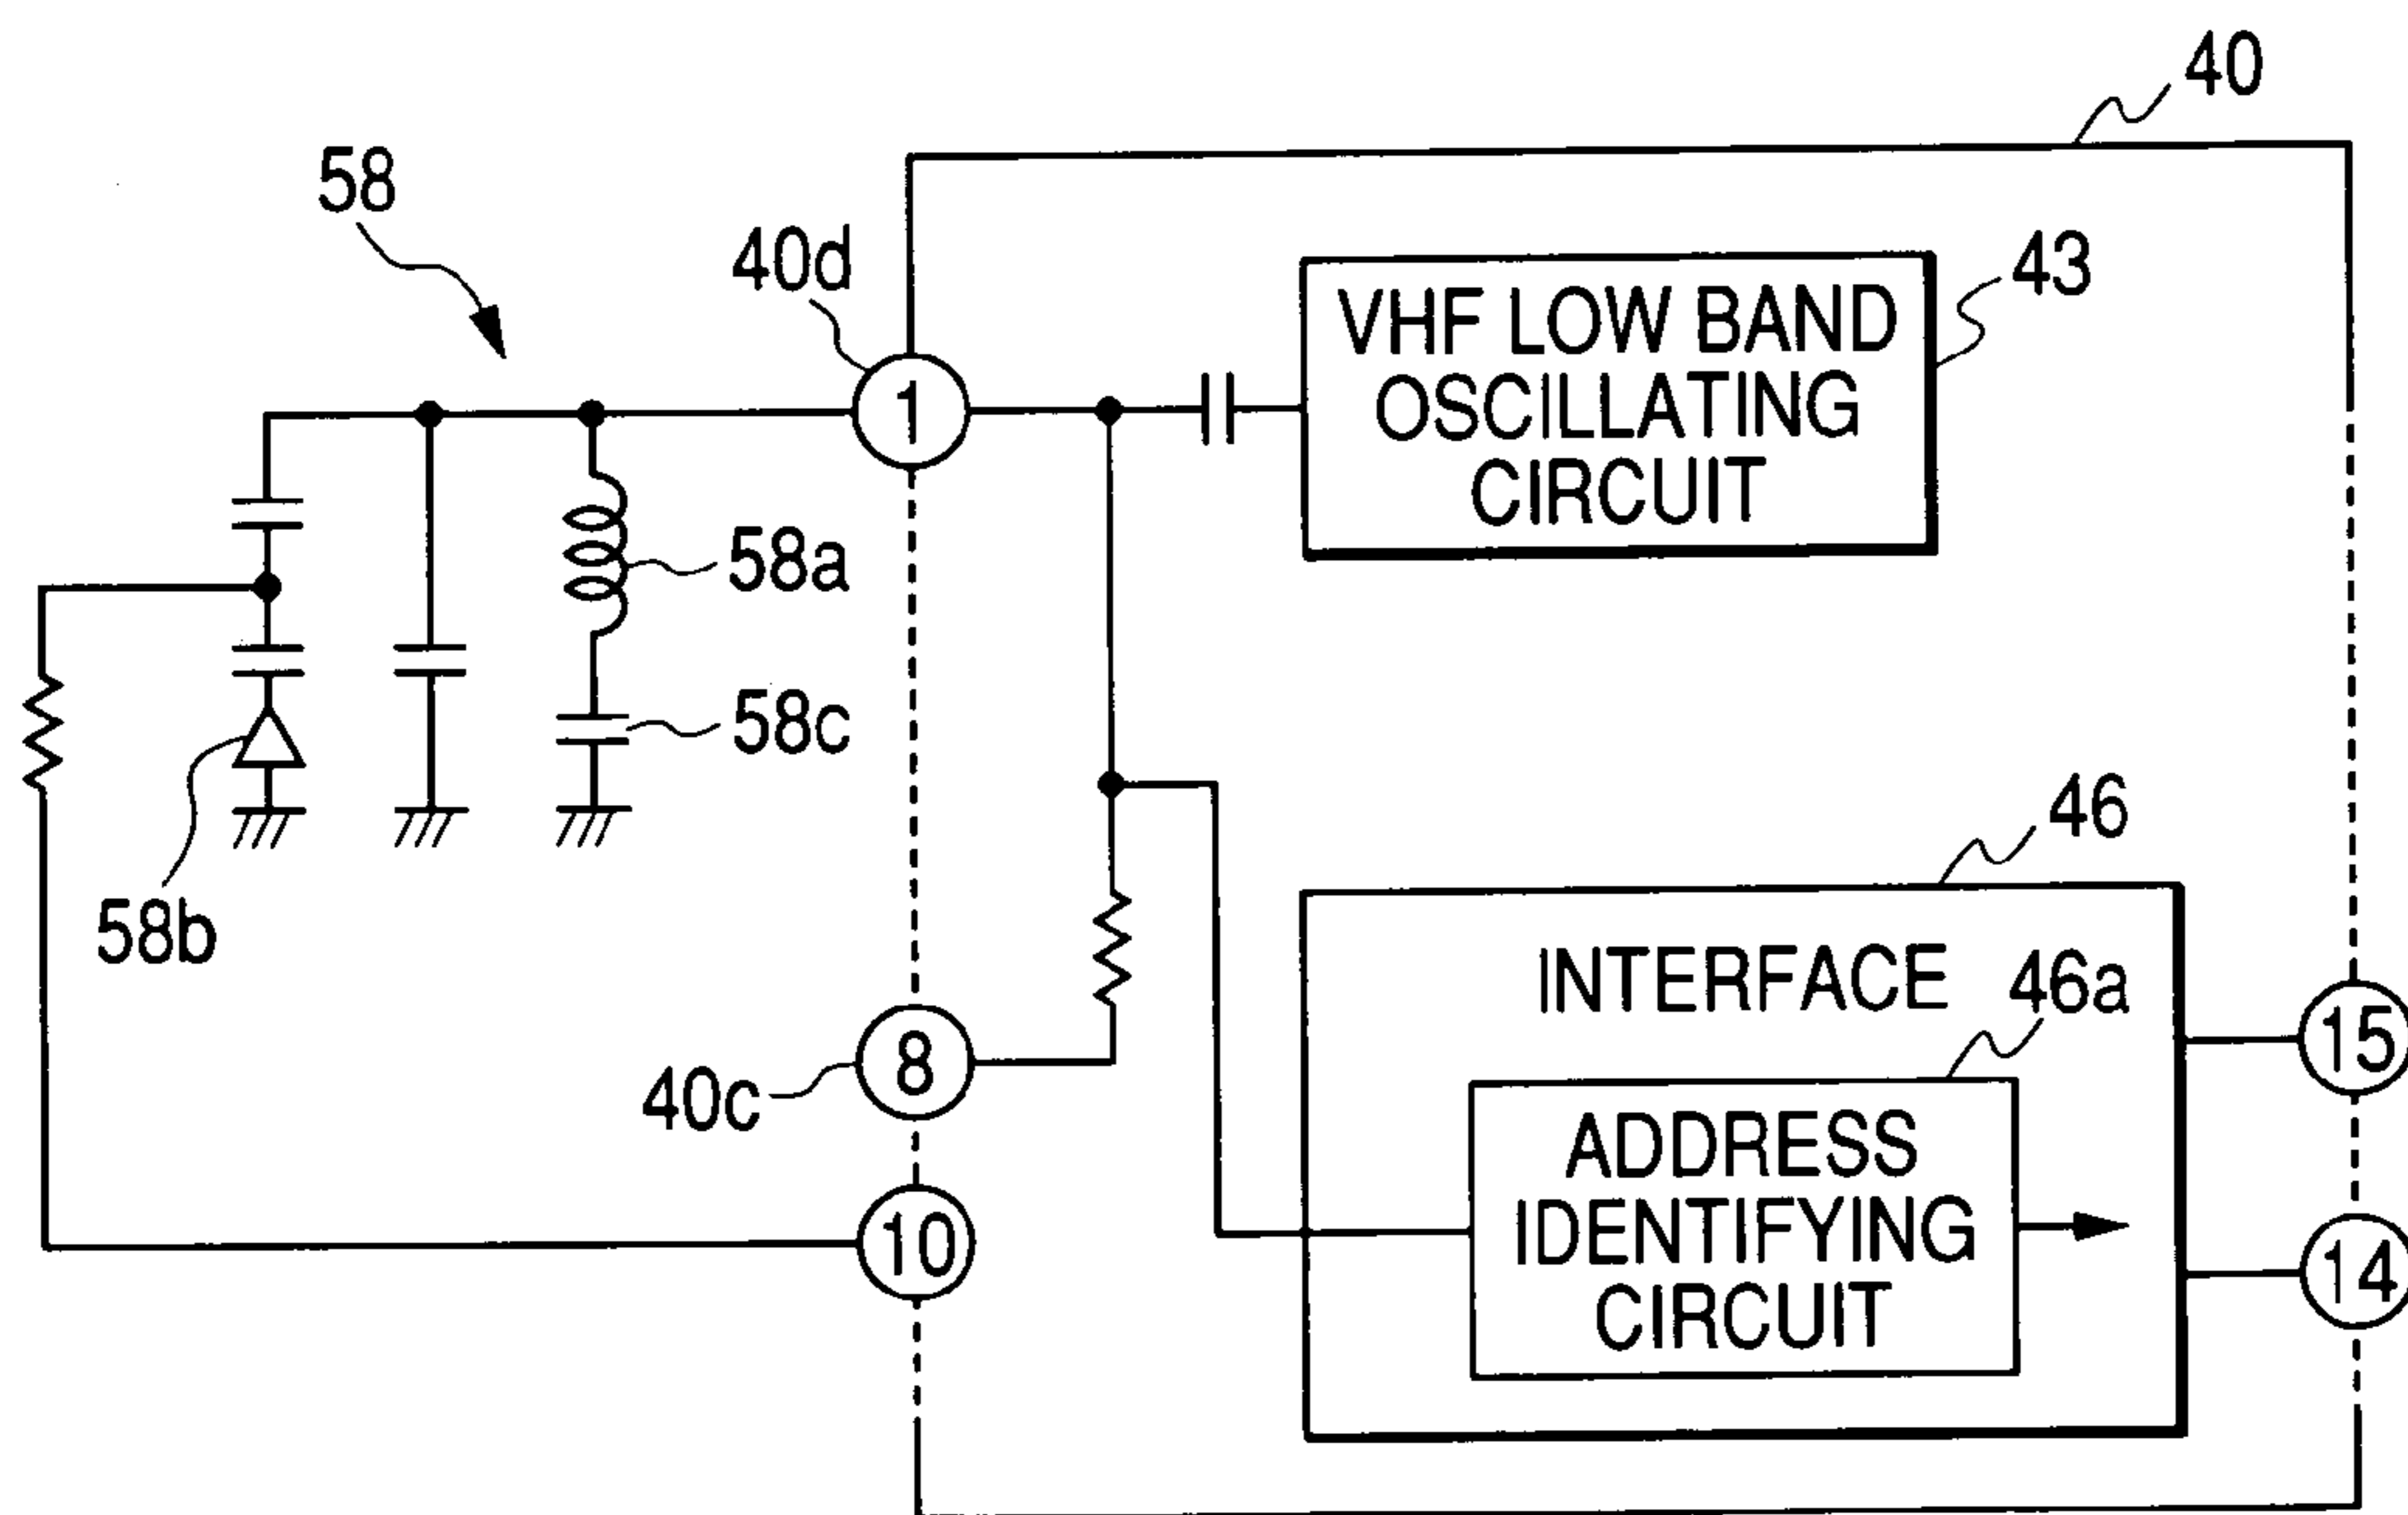 40
58
40d
43
1
VHF LOW BAND
OSCILLATING
CIRCUIT
58a
58c
46
58b
INTERFACE
46a
15
8
40c
ADDRESS
IDENTIFYING
CIRCUIT
10
14